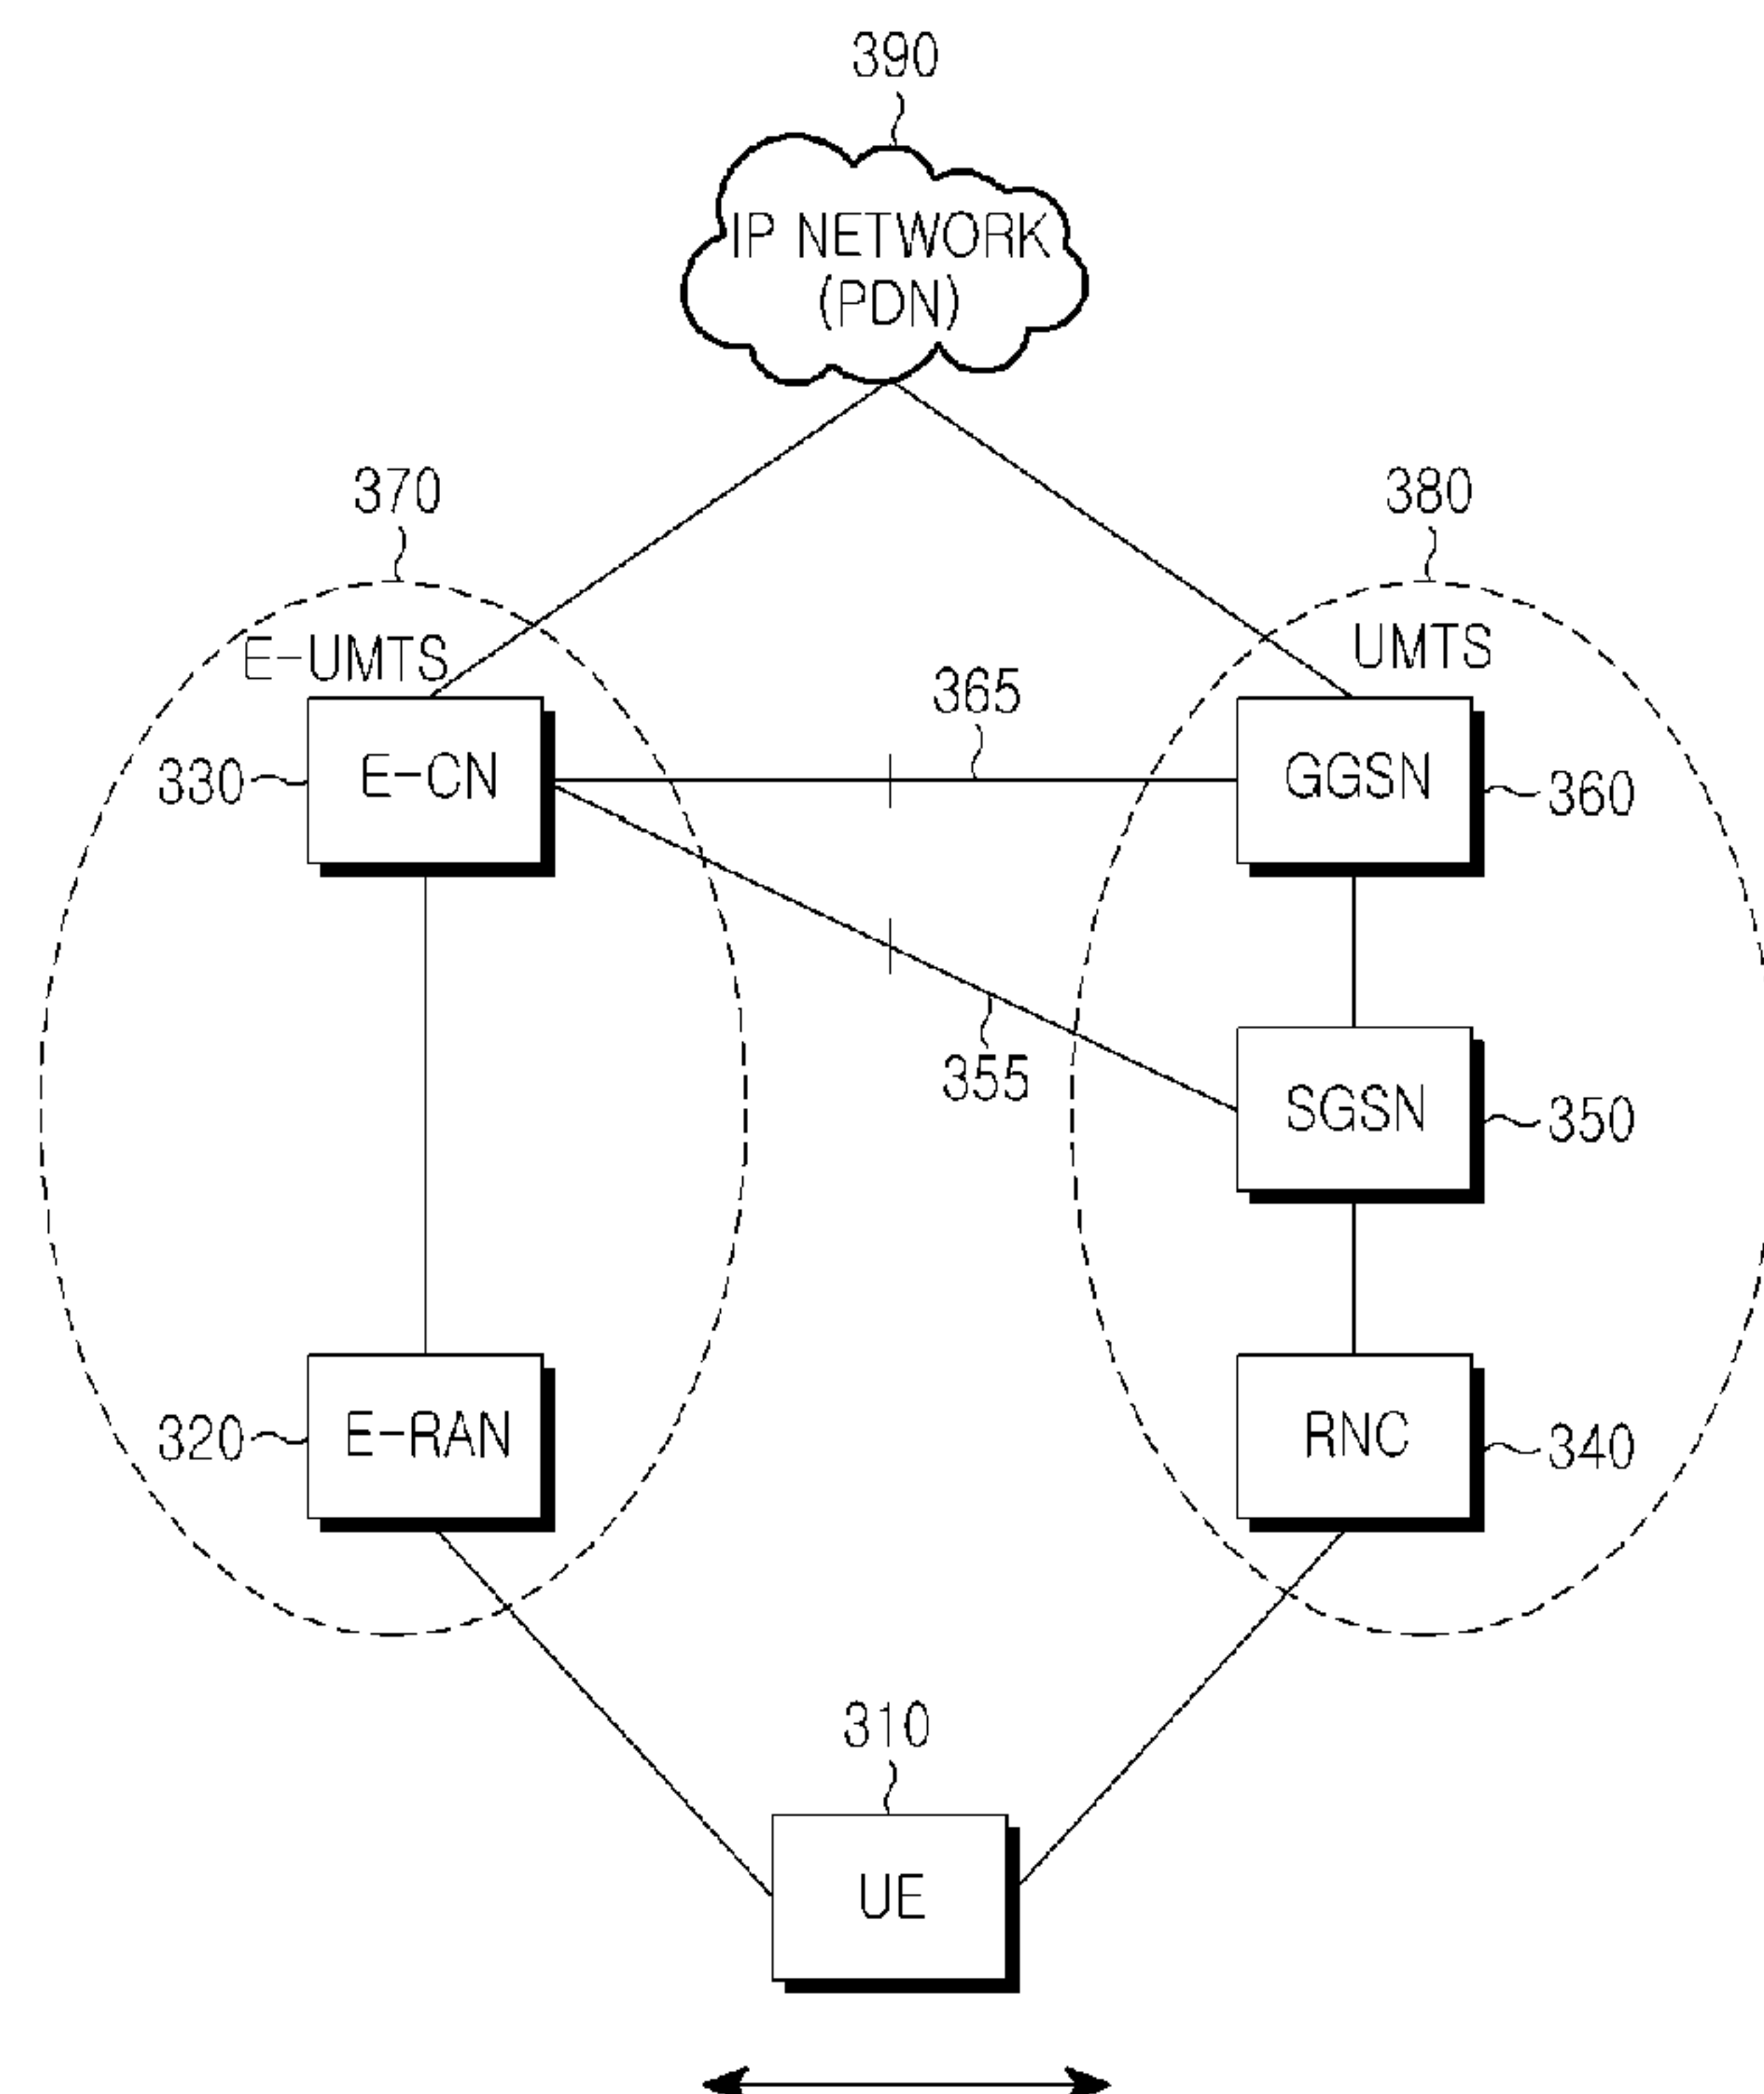 390
IP NETWORK
(PDN)
370
380
E-UMTS
UMTS
365
330
E-CN
GGSN
360
355
SGSN
350
320
E-RAN
RNC
340
310
UE